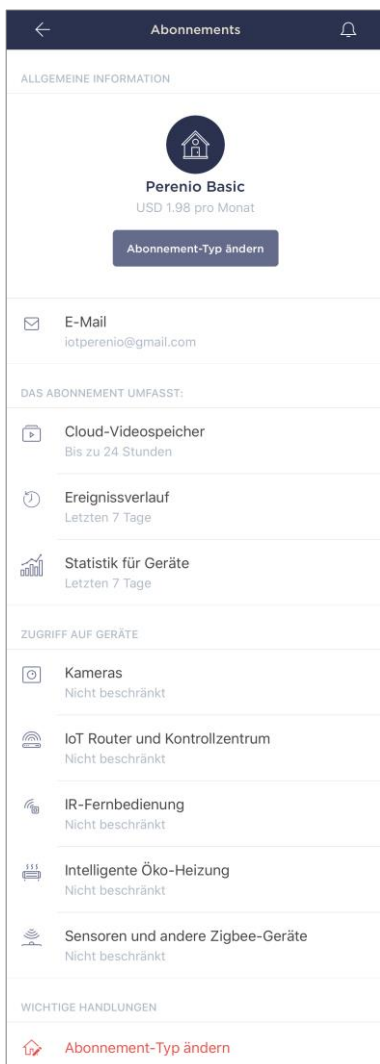 Abonnements
ALLGEMEINE INFORMATION
Perenio Basic
USD 1.98 pro Monat
Abonnement-Typ ändern
E-Mail
iotperenio@gmail.com
DAS ABONNEMENT UMFASST:
Cloud-Videospeicher
Bis zu 24 Stunden
Ereignissverlauf
Letzten 7 Tage
Statistik für Geräte
Letzten 7 Tage
ZUGRIFF AUF GERÄTE
Kameras
Nicht beschränkt
IoT Router und Kontrollzentrum
Nicht beschränkt
IR-Fernbedienung
Nicht beschränkt
Intelligente Öko-Heizung
Nicht beschränkt
Sensoren und andere Zigbee-Geräte
Nicht beschränkt
WICHTIGE HANDLUNGEN
Abonnement-Typ ändern